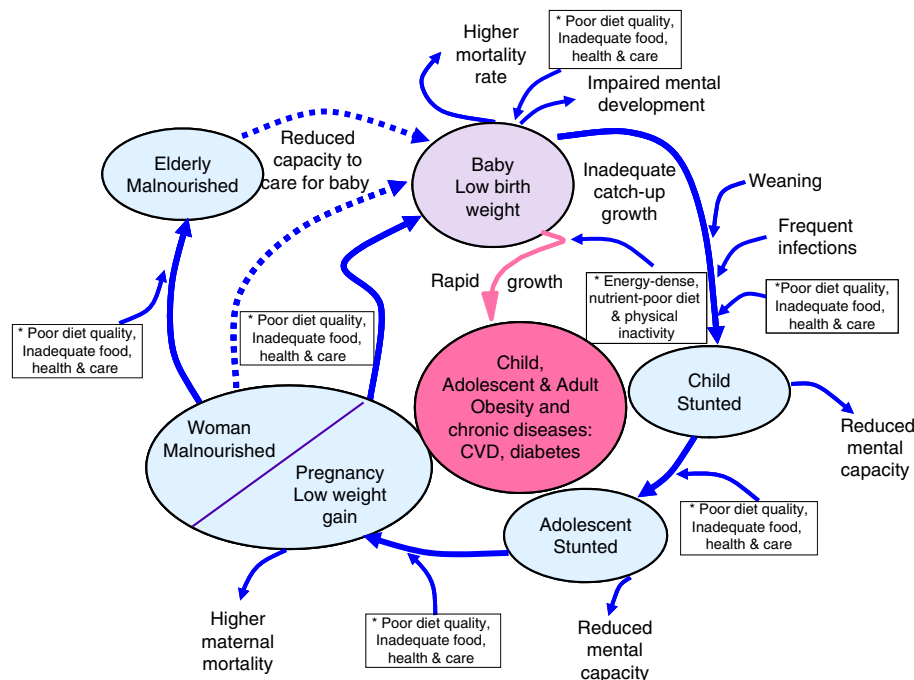 Higher
mortality
rate
* Poor diet quality,
Inadequate food,
health & care
Impaired mental
development
Elderly
Malnourished
Reduced
capacity to
care for baby
Baby
Low birth
weight
Inadequate
catch-up
growth
Weaning
Frequent
infections
Rapid growth
* Energy-dense,
nutrient-poor diet
& physical
inactivity
*Poor diet quality,
Inadequate food,
health & care
* Poor diet quality,
Inadequate food,
health & care
* Poor diet quality,
Inadequate food,
health & care
Child,
Adolescent & Adult
Obesity and
chronic diseases:
CVD, diabetes
Child
Stunted
Reduced
mental
capacity
Woman
Malnourished
Pregnancy
Low weight
gain
* Poor diet quality,
Inadequate food,
health & care
Adolescent
Stunted
Higher
maternal
mortality
* Poor diet quality,
Inadequate food,
health & care
Reduced
mental
capacity